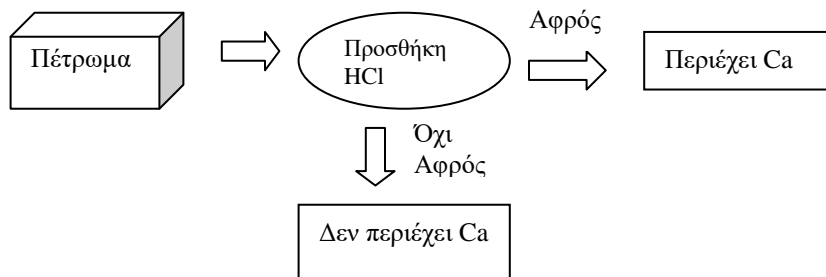 Πέτρωμα
Προσθήκη
HCl
Αφρός
Περιέχει Ca
Όχι
Αφρός
Δεν περιέχει Ca